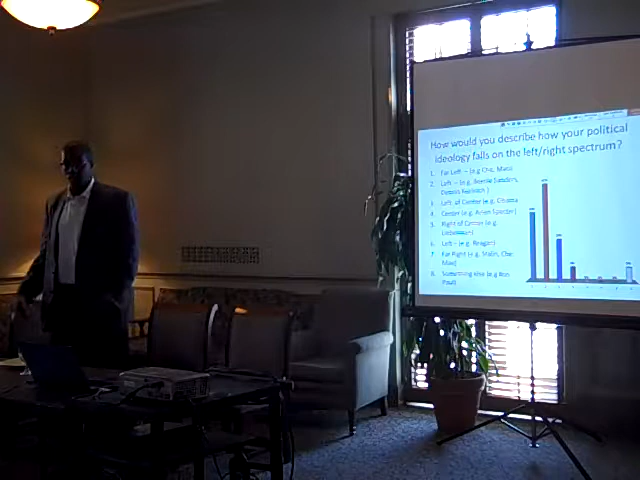 How would you describe how your political
ideology falls on the left/right spectrum?
1. Far Left – (e.g Che, Mao)
2. Left – (e.g. Bernie Sanders,
Dennis Kucinich )
3. Left of Center (e.g. Obama
4. Center (e.g. Arlen Specter)
5. Right of Center (e.g.
6. Left – (e.g. Reagan)
7. Far Right (e.g. Stalin, Che
Mao)
8. Something else (e.g Ron
Paul)